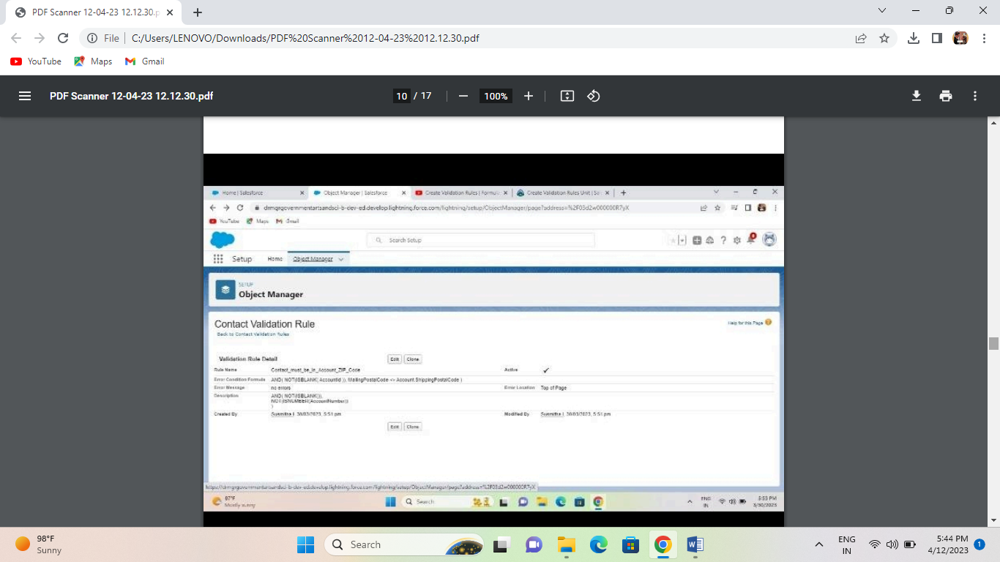 PDF Scanner 12-04-23 12.12.30.p
File C:/Users/LENOVO/Downloads/PDF%20Scanner%2012-04-23%2012.12.30.pdf
YouTube Maps Gmail
PDF Scanner 12-04-23 12.12.30.pdf 10 / 17 100%
Home | Salesforce Object Manager | Salesforce Create Validation Rules | Formul Create Validation Rules Unit | Sa
drmgrgovernmentartsandsci-b-dev-ed.develop.lightning.force.com/lightning/setup/ObjectManager/page?address=%2F03d2w000000R7yX
YouTube Maps Gmail
Search Setup
Setup Home Object Manager
SETUP
Object Manager
Contact Validation Rule
Help for this Page
Back to Contact Validation Rules
Validation Rule Detail Edit Clone
Rule Name Contact_must_be_in_Account_ZIP_Code Active
Error Condition Formula AND( NOT(ISBLANK( AccountId )), MailingPostalCode <> Account.ShippingPostalCode )
Error Message no errors Error Location Top of Page
Description AND( NOT(ISBLANK()),
NOT(ISNUMBER(AccountNumber))
)
Created By Susmitha I, 30/03/2023, 5:51 pm Modified By Susmitha I, 30/03/2023, 5:51 pm
Edit Clone
https://drmgrgovernmentartsandsci-b-dev-ed.develop.lightning.force.com/lightning/setup/ObjectManager/page?address=%2F03d2w000000R7yX
87°F
Mostly sunny
Search
ENG
IN
5:53 PM
3/30/2023
98°F
Sunny
Search
ENG
IN
5:44 PM
4/12/2023
1